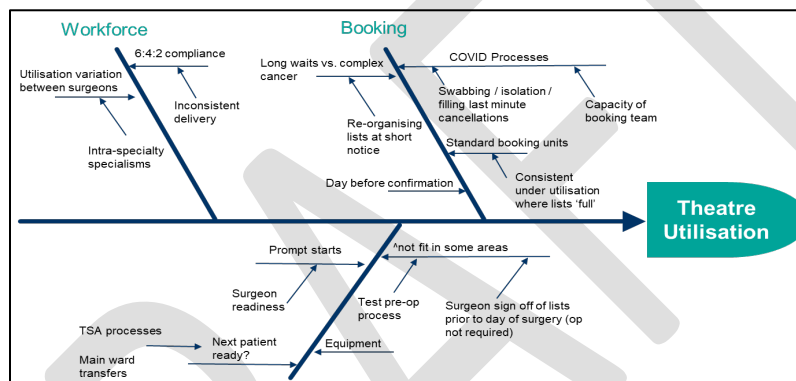 Workforce
Booking
6:4:2 compliance
Utilisation variation
between surgeons
Inconsistent
delivery
Intra-specialty
specialisms
Long waits vs. complex
cancer
COVID Processes
Swabbing / isolation /
filling last minute
cancellations
Capacity of
booking team
Re-organising
lists at short
notice
Standard booking units
Consistent
under utilisation
where lists 'full'
Day before confirmation
Theatre
Utilisation
Prompt starts
^not fit in some areas
Surgeon
readiness
Test pre-op
process
Surgeon sign off of lists
prior to day of surgery (op
not required)
TSA processes
Next patient
ready?
Main ward
transfers
Equipment